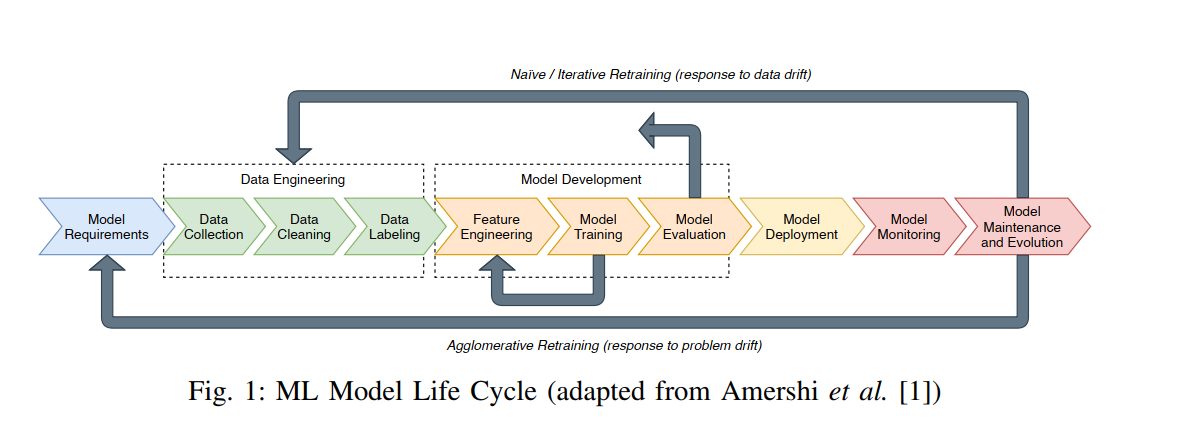 Naïve / Iterative Retraining (response to data drift)
Data Engineering
Model Development
Model
Requirements
Data
Collection
Data
Cleaning
Data
Labeling
Feature
Engineering
Model
Training
Model
Evaluation
Model
Deployment
Model
Monitoring
Model
Maintenance
and Evolution
Agglomerative Retraining (response to problem drift)
Fig. 1: ML Model Life Cycle (adapted from Amershi et al. [1])